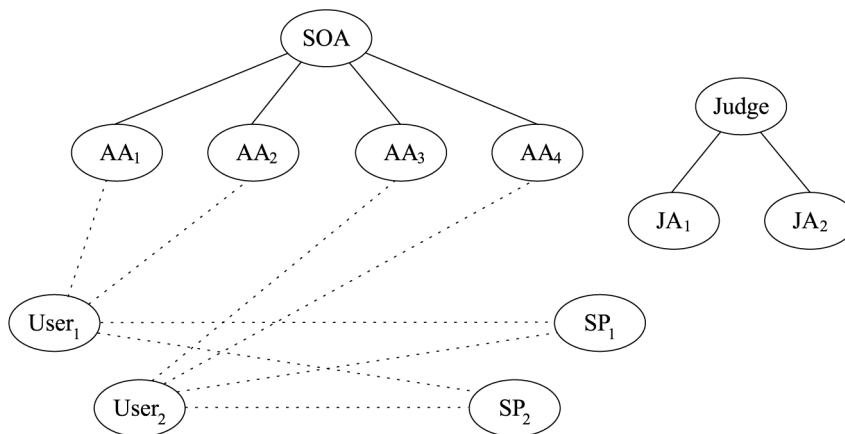 SOA
Judge
AA₁ AA₂ AA₃ AA₄
JA₁ JA₂
User₁ SP₁
User₂ SP₂